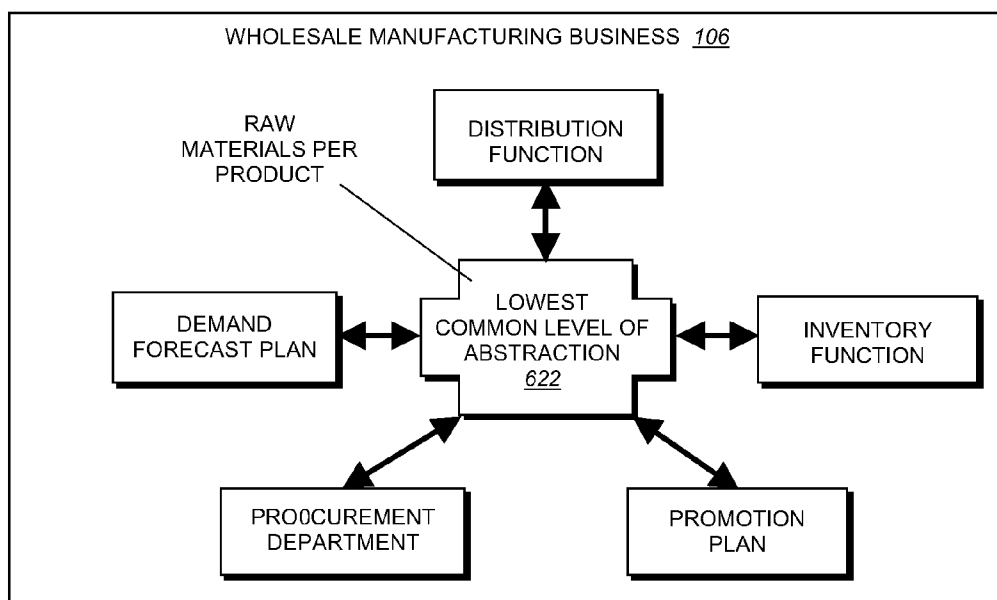 WHOLESALE MANUFACTURING BUSINESS 106
DISTRIBUTION
FUNCTION
RAW
MATERIALS PER
PRODUCT
LOWEST
COMMON LEVEL OF
ABSTRACTION
622
DEMAND
FORECAST PLAN
INVENTORY
FUNCTION
PRO0CUREMENT
DEPARTMENT
PROMOTION
PLAN